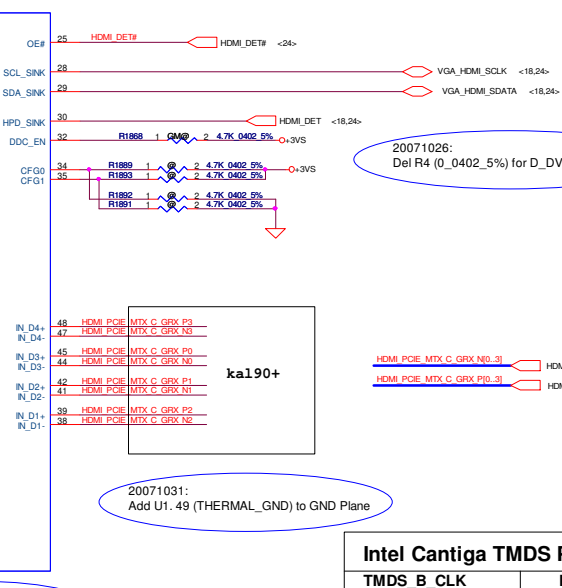 OE# 25 HDMI_DET# HDMI_DET# <24>
SCL_SINK 28 VGA_HDMI_SCLK <18,24>
SDA_SINK 29 VGA_HDMI_SDATA <18,24>
HPD_SINK 30 HDMI_DET <18,24>
DDC_EN 32 R1868 1 GM@ 2 4.7K_0402_5% +3VS
CFG0 34 R1889 1 @ 2 4.7K_0402_5% +3VS
CFG1 35 R1893 1 @ 2 4.7K_0402_5%
R1892 1 @ 2 4.7K_0402_5%
R1891 1 @ 2 4.7K_0402_5%
20071026:
Del R4 (0_0402_5%) for D_DV
IN_D4+ 48 HDMI_PCIE_MTX_C_GRX_P3
IN_D4- 47 HDMI_PCIE_MTX_C_GRX_N3
IN_D3+ 45 HDMI_PCIE_MTX_C_GRX_P0
IN_D3- 44 HDMI_PCIE_MTX_C_GRX_N0
IN_D2+ 42 HDMI_PCIE_MTX_C_GRX_P1
IN_D2- 41 HDMI_PCIE_MTX_C_GRX_N1
IN_D1+ 39 HDMI_PCIE_MTX_C_GRX_P2
IN_D1- 38 HDMI_PCIE_MTX_C_GRX_N2
kal90+
HDMI_PCIE_MTX_C_GRX_N[0..3] HDM
HDMI_PCIE_MTX_C_GRX_P[0..3] HDM
20071031:
Add U1. 49 (THERMAL_GND) to GND Plane
Intel Cantiga TMDS
TMDS_B_CLK